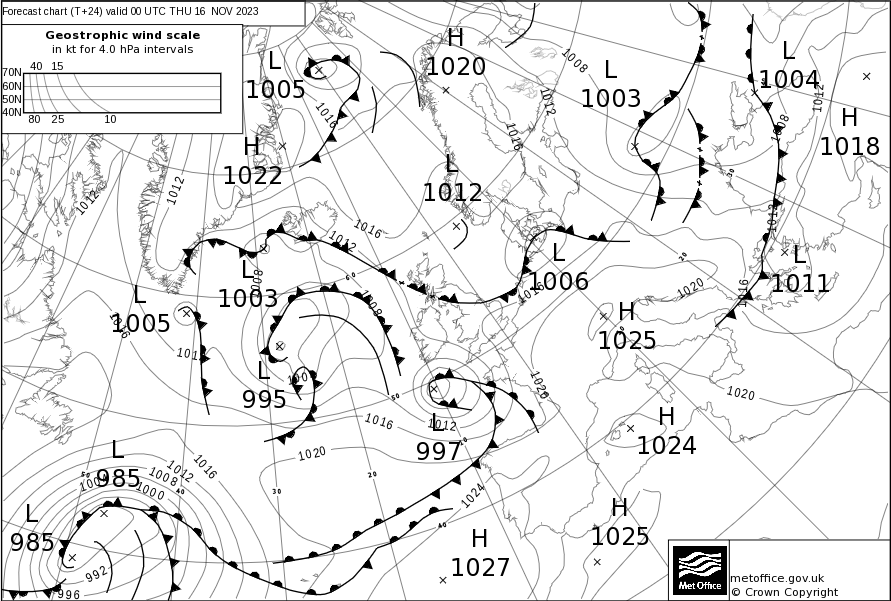 Forecast chart (T+24) valid 00 UTC THU 16 NOV 2023
Geostrophic wind scale
in kt for 4.0 hPa intervals
40 15
70N
60N
50N
40N
80 25 10
L
1005
H
1020
L
1003
L
1004
H
1018
H
1022
L
1012
L
1003
L
1006
L
1011
L
1005
H
1025
L
995
L
997
H
1024
L
985
L
985
H
1027
H
1025
1008
1012
1016
1012
1016
1012
1008
1012
1012
1016
1012
1016
1008
1008
1016
1020
1016
1016
1012
1020
1020
1016
1012
1020
1024
1016
1012
1008
1000
992
996
50
40
30
20
60
50
40
20
30
Met Office
metoffice.gov.uk
© Crown Copyright